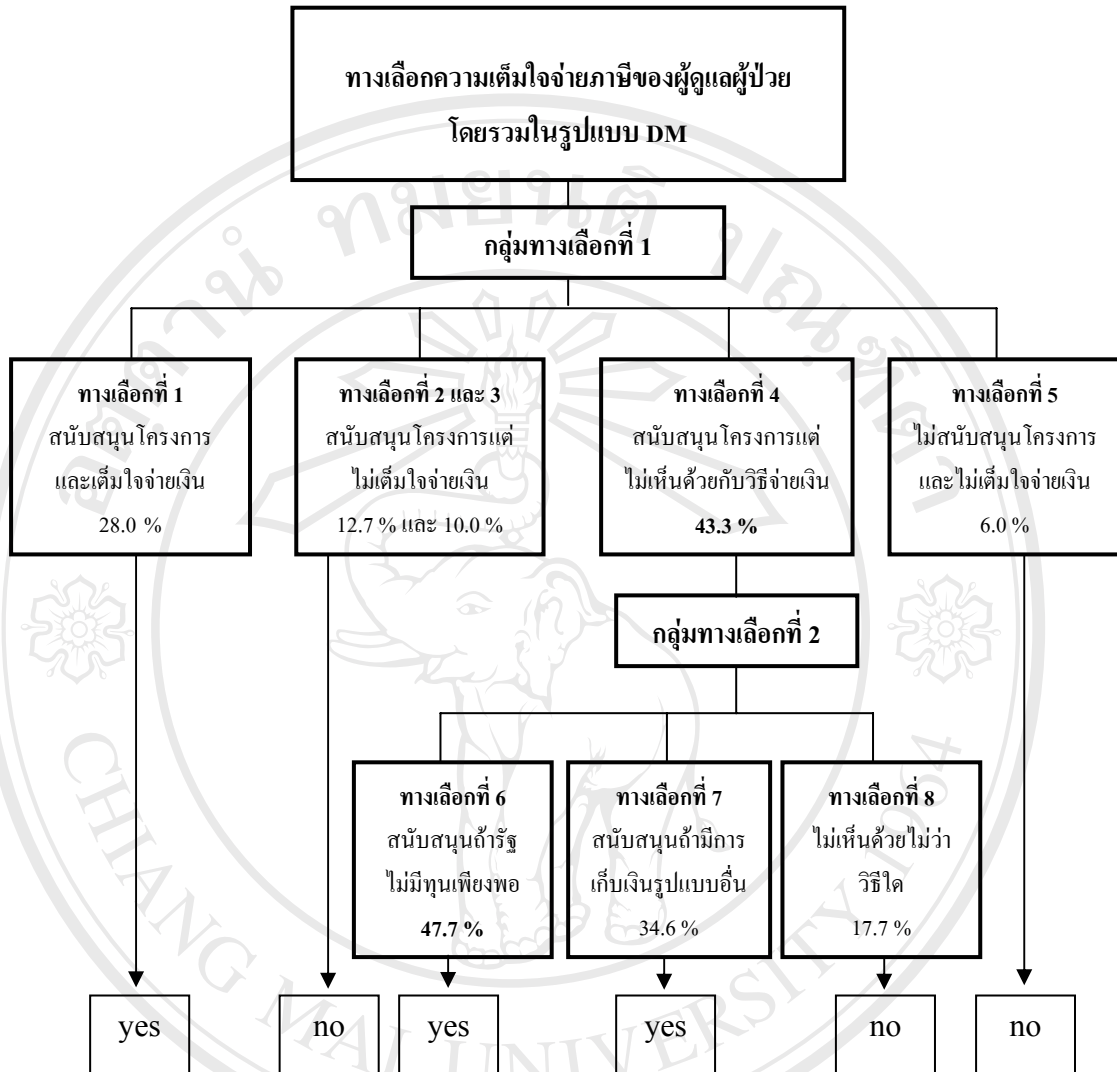 ทางเลือกความเต็มใจจ่ายภาษีของผู้ดูแลผู้ป่วย
โดยรวมในรูปแบบ DM
กลุ่มทางเลือกที่ 1
ทางเลือกที่ 1
สนับสนุนโครงการ
และเต็มใจจ่ายเงิน
28.0 %
ทางเลือกที่ 2 และ 3
สนับสนุนโครงการแต่
ไม่เต็มใจจ่ายเงิน
12.7 % และ 10.0 %
ทางเลือกที่ 4
สนับสนุนโครงการแต่
ไม่เห็นด้วยกับวิธีจ่ายเงิน
43.3 %
ทางเลือกที่ 5
ไม่สนับสนุนโครงการ
และไม่เต็มใจจ่ายเงิน
6.0 %
กลุ่มทางเลือกที่ 2
ทางเลือกที่ 6
สนับสนุนถ้ารัฐ
ไม่มีทุนเพียงพอ
47.7 %
ทางเลือกที่ 7
สนับสนุนถ้ามีการ
เก็บเงินรูปแบบอื่น
34.6 %
ทางเลือกที่ 8
ไม่เห็นด้วยไม่ว่า
วิธีใด
17.7 %
yes
no
yes
yes
no
no
CHIANG MAI UNIVERSITY 1964